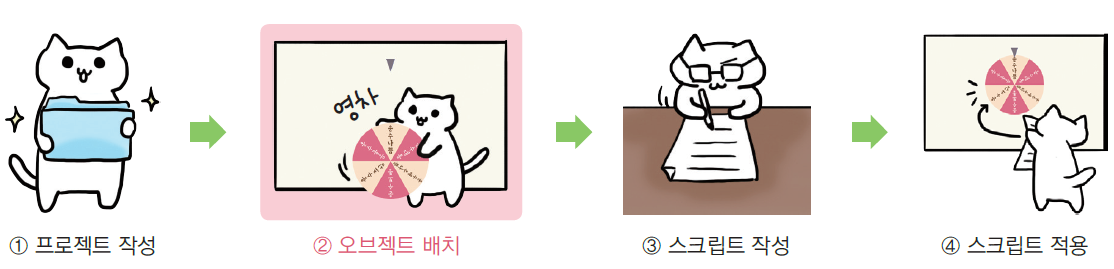 영차
① 프로젝트 작성
② 오브젝트 배치
③ 스크립트 작성
④ 스크립트 적용